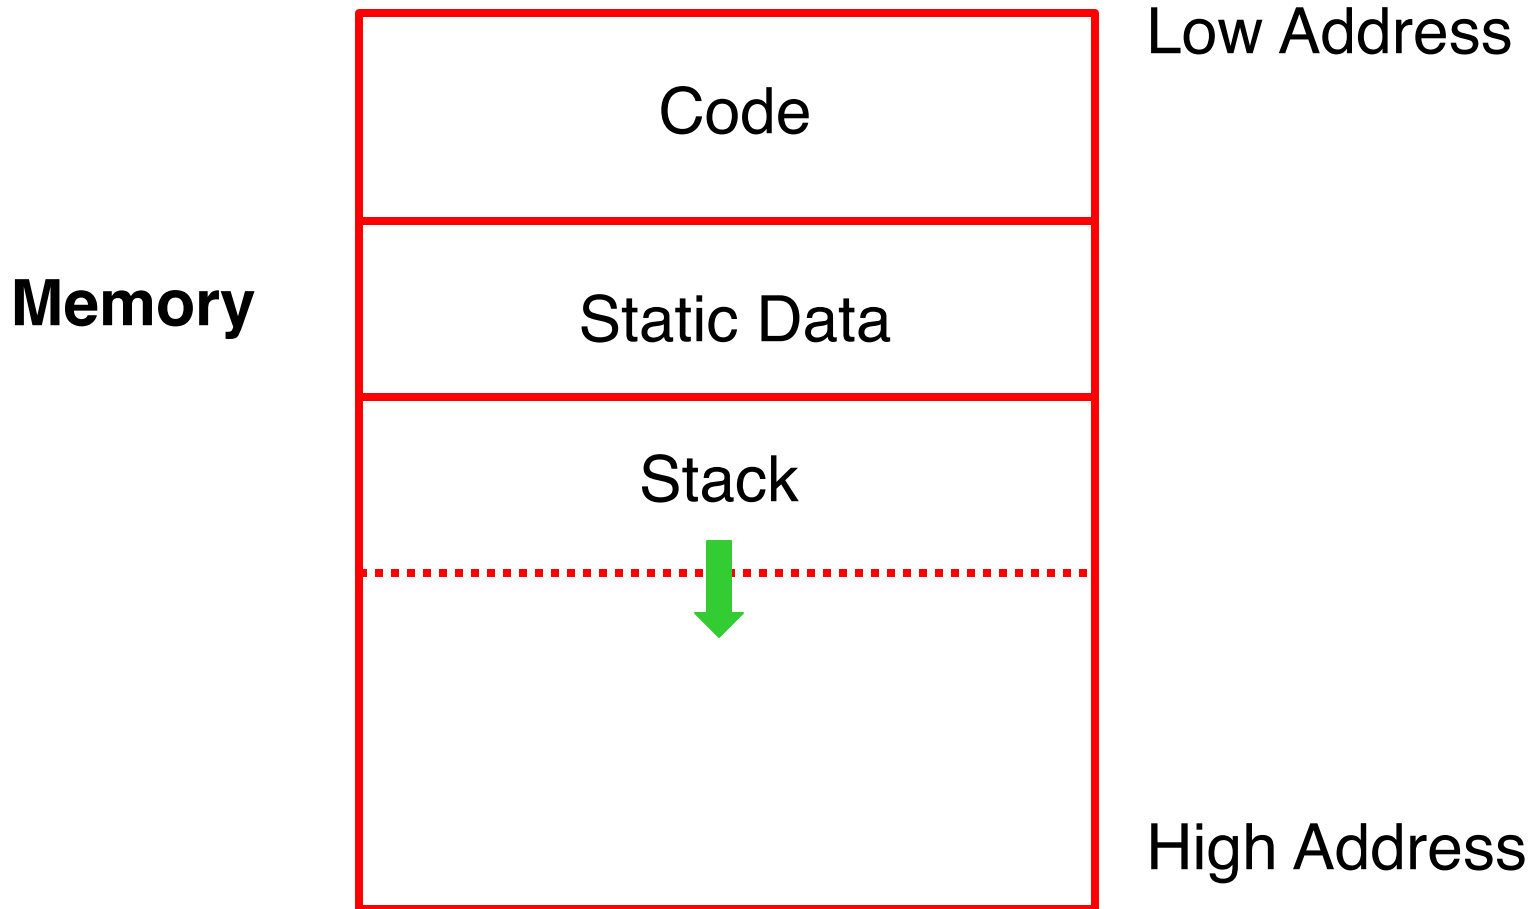 Low Address
Code
Memory
Static Data
Stack
High Address